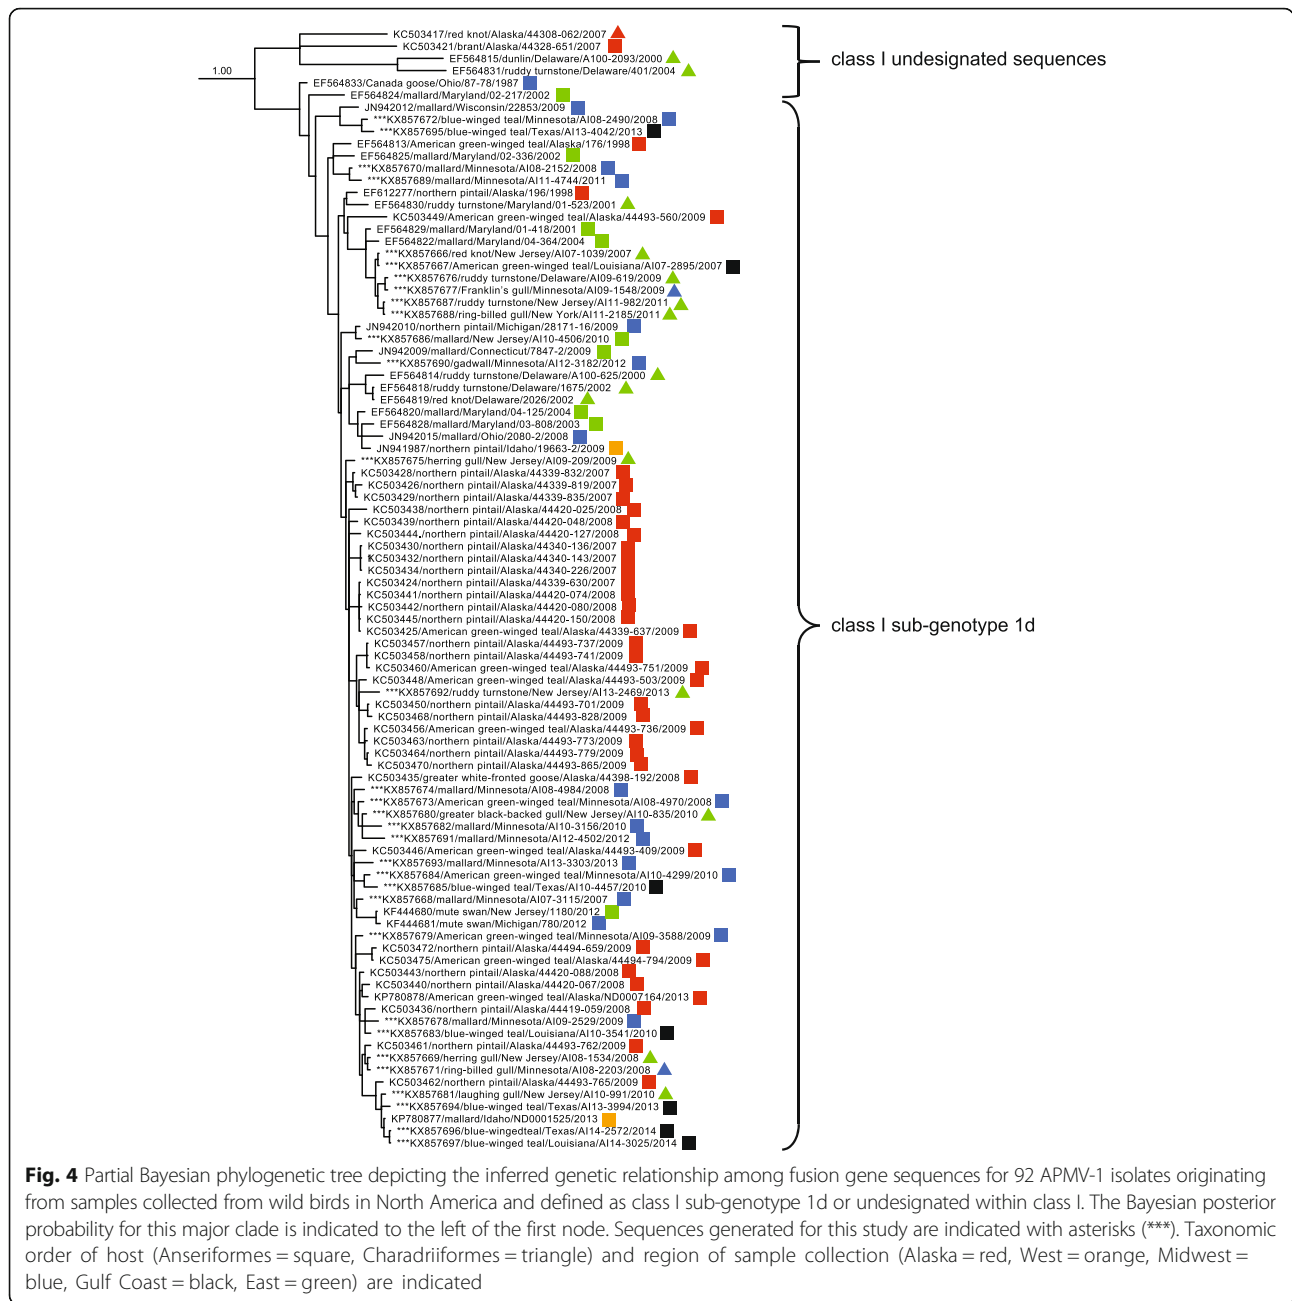 KC503417/red knot/Alaska/44308-062/2007
KC503421/brant/Alaska/44328-651/2007
EF564815/dunlin/Delaware/A100-2093/2000
class I undesignated sequences
1.00
EF564831/ruddy turnstone/Delaware/401/2004
EF564833/Canada goose/Ohio/87-78/1987
EF564824/mallard/Maryland/02-217/2002
JN942012/mallard/Wisconsin/22853/2009
***KX857672/blue-winged teal/Minnesota/AI08-2490/2008
***KX857695/blue-winged teal/Texas/AI13-4042/2013
EF564813/American green-winged teal/Alaska/176/1998
EF564825/mallard/Maryland/02-336/2002
***KX857670/mallard/Minnesota/AI08-2152/2008
***KX857689/mallard/Minnesota/AI11-4744/2011
EF612277/northern pintail/Alaska/196/1998
EF564830/ruddy turnstone/Maryland/01-523/2001
KC503449/American green-winged teal/Alaska/44493-560/2009
EF564829/mallard/Maryland/01-418/2001
EF564822/mallard/Maryland/04-364/2004
***KX857666/red knot/New Jersey/AI07-1039/2007
***KX857667/American green-winged teal/Louisiana/AI07-2895/2007
***KX857676/ruddy turnstone/Delaware/AI09-619/2009
***KX857677/Franklin's gull/Minnesota/AI09-1548/2009
***KX857687/ruddy turnstone/New Jersey/AI11-982/2011
***KX857688/ring-billed gull/New York/AI11-2185/2011
JN942010/northern pintail/Michigan/28171-16/2009
***KX857686/mallard/New Jersey/AI10-4506/2010
JN942009/mallard/Connecticut/7847-2/2009
***KX857690/gadwall/Minnesota/AI12-3182/2012
EF564814/ruddy turnstone/Delaware/A100-625/2000
EF564818/ruddy turnstone/Delaware/1675/2002
EF564819/red knot/Delaware/2026/2002
EF564820/mallard/Maryland/04-125/2004
EF564828/mallard/Maryland/03-808/2003
JN942015/mallard/Ohio/2080-2/2008
JN941987/northern pintail/Idaho/19663-2/2009
***KX857675/herring gull/New Jersey/AI09-209/2009
KC503428/northern pintail/Alaska/44339-832/2007
KC503426/northern pintail/Alaska/44339-819/2007
KC503429/northern pintail/Alaska/44339-835/2007
KC503438/northern pintail/Alaska/44420-025/2008
KC503439/northern pintail/Alaska/44420-048/2008
KC503444./northern pintail/Alaska/44420-127/2008
KC503430/northern pintail/Alaska/44340-136/2007
KC503432/northern pintail/Alaska/44340-143/2007
KC503434/northern pintail/Alaska/44340-226/2007
KC503424/northern pintail/Alaska/44339-630/2007
KC503441/northern pintail/Alaska/44420-074/2008
KC503442/northern pintail/Alaska/44420-080/2008
KC503445/northern pintail/Alaska/44420-150/2008
class I sub-genotype 1d
KC503425/American green-winged teal/Alaska/44339-637/2009
KC503457/northern pintail/Alaska/44493-737/2009
KC503458/northern pintail/Alaska/44493-741/2009
KC503460/American green-winged teal/Alaska/44493-751/2009
KC503448/American green-winged teal/Alaska/44493-503/2009
***KX857692/ruddy turnstone/New Jersey/AI13-2469/2013
KC503450/northern pintail/Alaska/44493-701/2009
KC503468/northern pintail/Alaska/44493-828/2009
KC503456/American green-winged teal/Alaska/44493-736/2009
KC503463/northern pintail/Alaska/44493-773/2009
KC503464/northern pintail/Alaska/44493-779/2009
KC503470/northern pintail/Alaska/44493-865/2009
KC503435/greater white-fronted goose/Alaska/44398-192/2008
***KX857674/mallard/Minnesota/AI08-4984/2008
***KX857673/American green-winged teal/Minnesota/AI08-4970/2008
***KX857680/greater black-backed gull/New Jersey/AI10-835/2010
***KX857682/mallard/Minnesota/AI10-3156/2010
***KX857691/mallard/Minnesota/AI12-4502/2012
KC503446/American green-winged teal/Alaska/44493-409/2009
***KX857693/mallard/Minnesota/AI13-3303/2013
***KX857684/American green-winged teal/Minnesota/AI10-4299/2010
***KX857685/blue-winged teal/Texas/AI10-4457/2010
***KX857668/mallard/Minnesota/AI07-3115/2007
KF444680/mute swan/New Jersey/1180/2012
KF444681/mute swan/Michigan/780/2012
***KX857679/American green-winged teal/Minnesota/AI09-3588/2009
KC503472/northern pintail/Alaska/44494-659/2009
KC503475/American green-winged teal/Alaska/44494-794/2009
KC503443/northern pintail/Alaska/44420-088/2008
KC503440/northern pintail/Alaska/44420-067/2008
KP780878/American green-winged teal/Alaska/ND0007164/2013
KC503436/northern pintail/Alaska/44419-059/2008
***KX857678/mallard/Minnesota/AI09-2529/2009
***KX857683/blue-winged teal/Louisiana/AI10-3541/2010
KC503461/northern pintail/Alaska/44493-762/2009
***KX857669/herring gull/New Jersey/AI08-1534/2008
***KX857671/ring-billed gull/Minnesota/AI08-2203/2008
KC503462/northern pintail/Alaska/44493-765/2009
***KX857681/laughing gull/New Jersey/AI10-991/2010
***KX857694/blue-winged teal/Texas/AI13-3994/2013
KP780877/mallard/Idaho/ND0001525/2013
***KX857696/blue-wingedteal/Texas/AI14-2572/2014
***KX857697/blue-winged teal/Louisiana/AI14-3025/2014
Fig. 4 Partial Bayesian phylogenetic tree depicting the inferred genetic relationship among fusion gene sequences for 92 APMV-1 isolates originating
from samples collected from wild birds in North America and defined as class I sub-genotype 1d or undesignated within class I. The Bayesian posterior
probability for this major clade is indicated to the left of the first node. Sequences generated for this study are indicated with asterisks (***). Taxonomic
order of host (Anseriformes = square, Charadriiformes = triangle) and region of sample collection (Alaska = red, West = orange, Midwest =
blue, Gulf Coast = black, East = green) are indicated